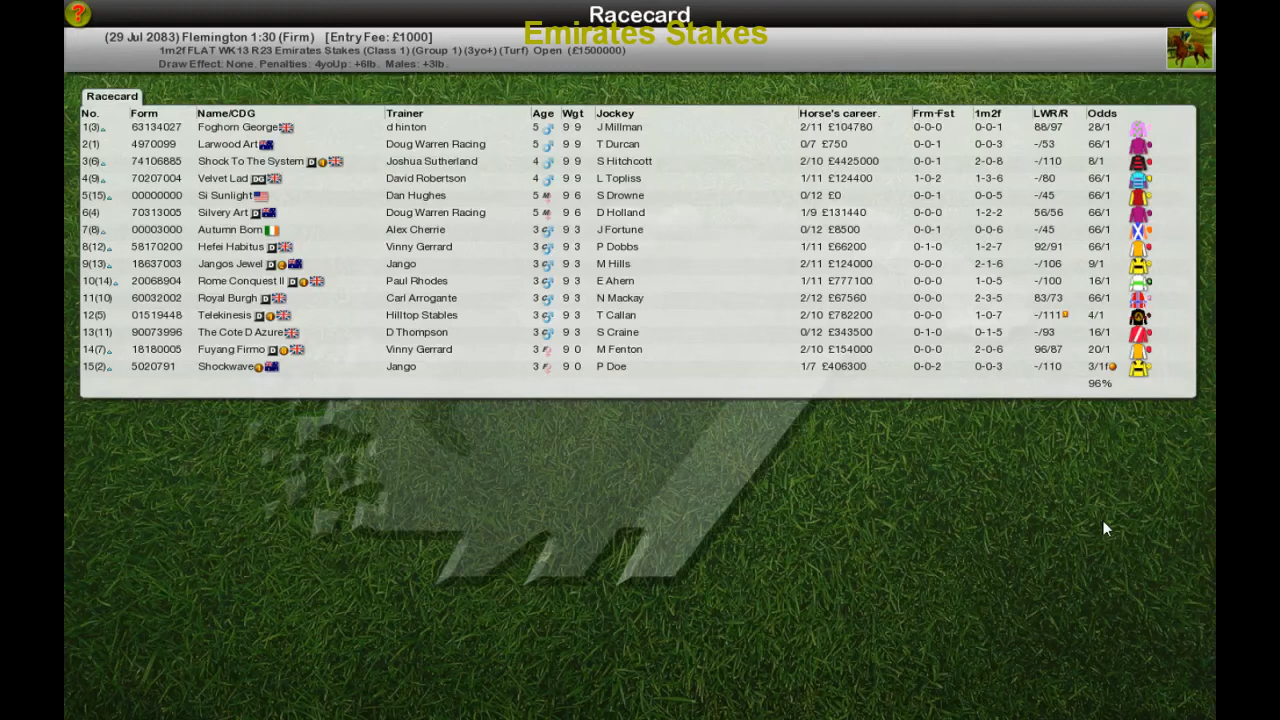 Racecard
Emirates Stakes
(29 Jul 2083) Flemington 1:30 (Firm) [Entry Fee: £1000]
1m2f FLAT WK13 R23 Emirates Stakes (Class 1) (Group 1) (3yo+) (Turf) Open (£1500000)
Draw Effect: None. Penalties: 4yoUp: +6lb. Males: +3lb.
Racecard
No. Form Name/CDG Trainer Age Wgt Jockey Horse's career. Frm-Fst 1m2f LWR/R Odds
1(3) 63134027 Foghorn George d hinton 5 9 9 J Millman 2/11 £104780 0-0-0 0-0-1 88/97 28/1
2(1) 4970099 Larwood Art Doug Warren Racing 5 9 9 T Durcan 0/7 £750 0-0-1 0-0-3 -/53 66/1
3(6) 74106885 Shock To The System D Joshua Sutherland 4 9 9 S Hitchcott 2/10 £4425000 0-0-1 2-0-8 -/110 8/1
4(9) 70207004 Velvet Lad DG David Robertson 4 9 9 L Topliss 1/11 £124400 1-0-2 1-3-6 -/80 66/1
5(15) 00000000 Si Sunlight Dan Hughes 5 9 6 S Drowne 0/12 £0 0-0-1 0-0-5 -/45 66/1
6(4) 70313005 Silvery Art D Doug Warren Racing 5 9 6 D Holland 1/9 £131440 0-0-0 1-2-2 56/56 66/1
7(8) 00003000 Autumn Born Alex Cherrie 3 9 3 J Fortune 0/12 £8500 0-0-1 0-0-6 -/45 66/1
8(12) 58170200 Hefei Habitus D Vinny Gerrard 3 9 3 P Dobbs 1/11 £66200 0-1-0 1-2-7 92/91 66/1
9(13) 18637003 Jangos Jewel D Jango 3 9 3 M Hills 2/11 £124000 0-0-0 2-1-6 -/106 9/1
10(14) 20068904 Rome Conquest II D Paul Rhodes 3 9 3 E Ahern 1/11 £777100 0-0-0 1-0-5 -/100 16/1
11(10) 60032002 Royal Burgh D Carl Arrogante 3 9 3 N Mackay 2/12 £67560 0-0-0 2-3-5 83/73 66/1
12(5) 01519448 Telekinesis D Hilltop Stables 3 9 3 T Callan 2/10 £782200 0-0-0 1-0-7 -/111 4/1
13(11) 90073996 The Cote D Azure D Thompson 3 9 3 S Craine 0/12 £343500 0-1-0 0-1-5 -/93 16/1
14(7) 18180005 Fuyang Firmo D Vinny Gerrard 3 9 0 M Fenton 2/10 £154000 0-0-0 2-0-6 96/87 20/1
15(2) 5020791 Shockwave Jango 3 9 0 P Doe 1/7 £406300 0-0-2 0-0-3 -/110 3/1f
96%